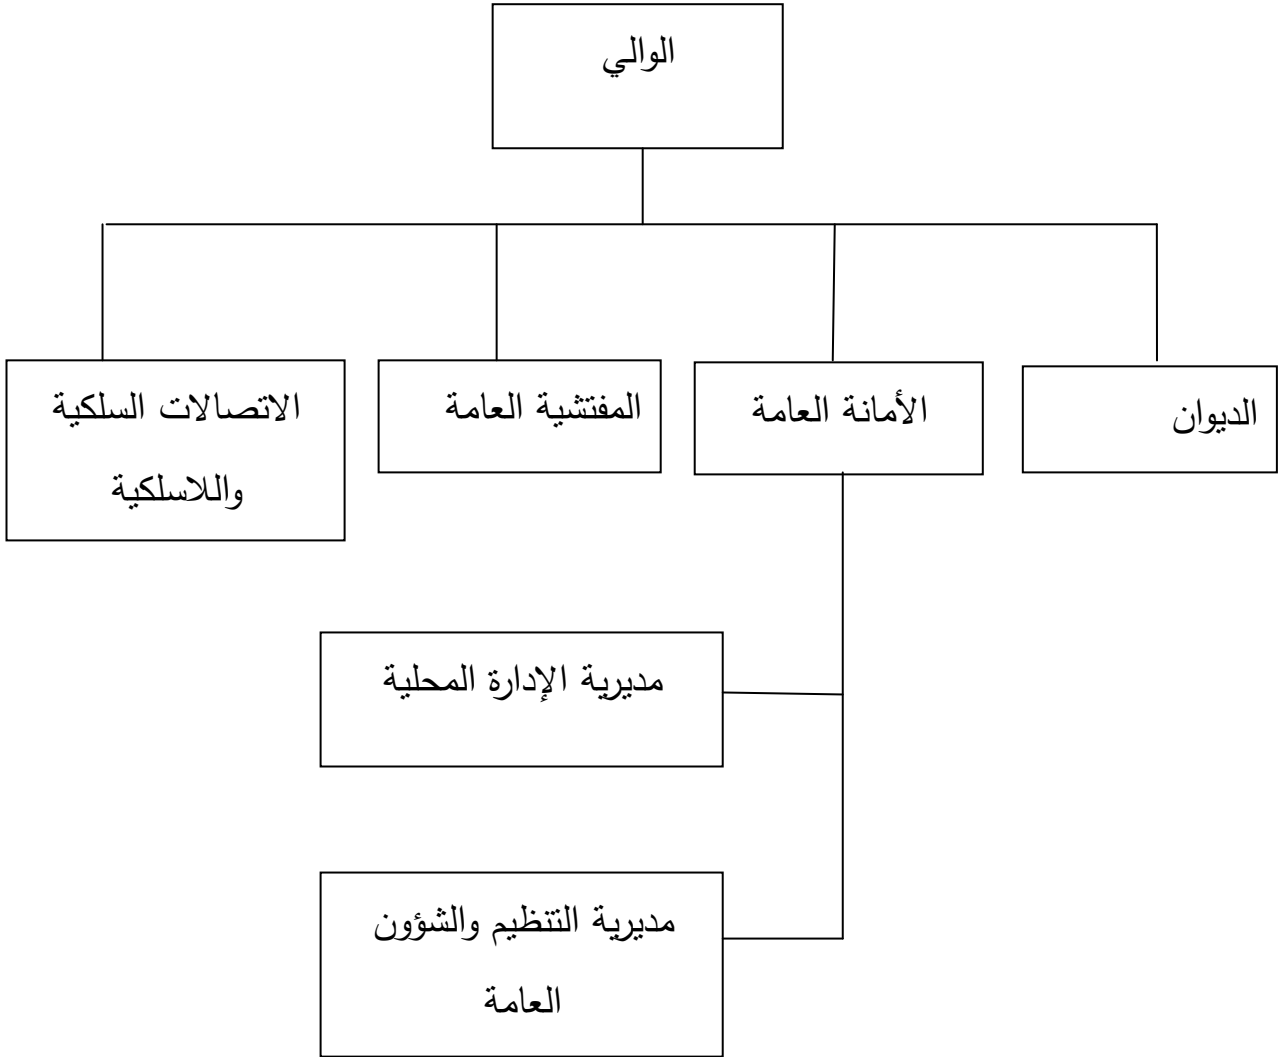 الوالي
الديوان
الأمانة العامة
المفتشية العامة
الاتصالات السلكية
واللاسلكية
مديرية الإدارة المحلية
مديرية التنظيم والشؤون
العامة